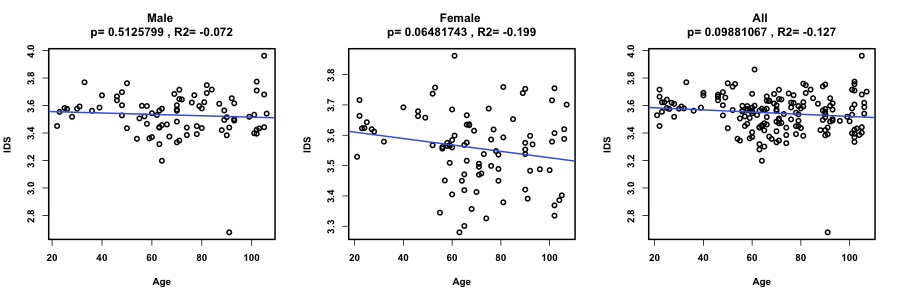 Male
p= 0.5125799 , R2= -0.072
IDS
4.0
3.8
3.6
3.4
3.2
3.0
2.8
20 40 60 80 100
Age
Female
p= 0.06481743 , R2= -0.199
IDS
3.8
3.7
3.6
3.5
3.4
3.3
20 40 60 80 100
Age
All
p= 0.09881067 , R2= -0.127
IDS
4.0
3.8
3.6
3.4
3.2
3.0
2.8
20 40 60 80 100
Age